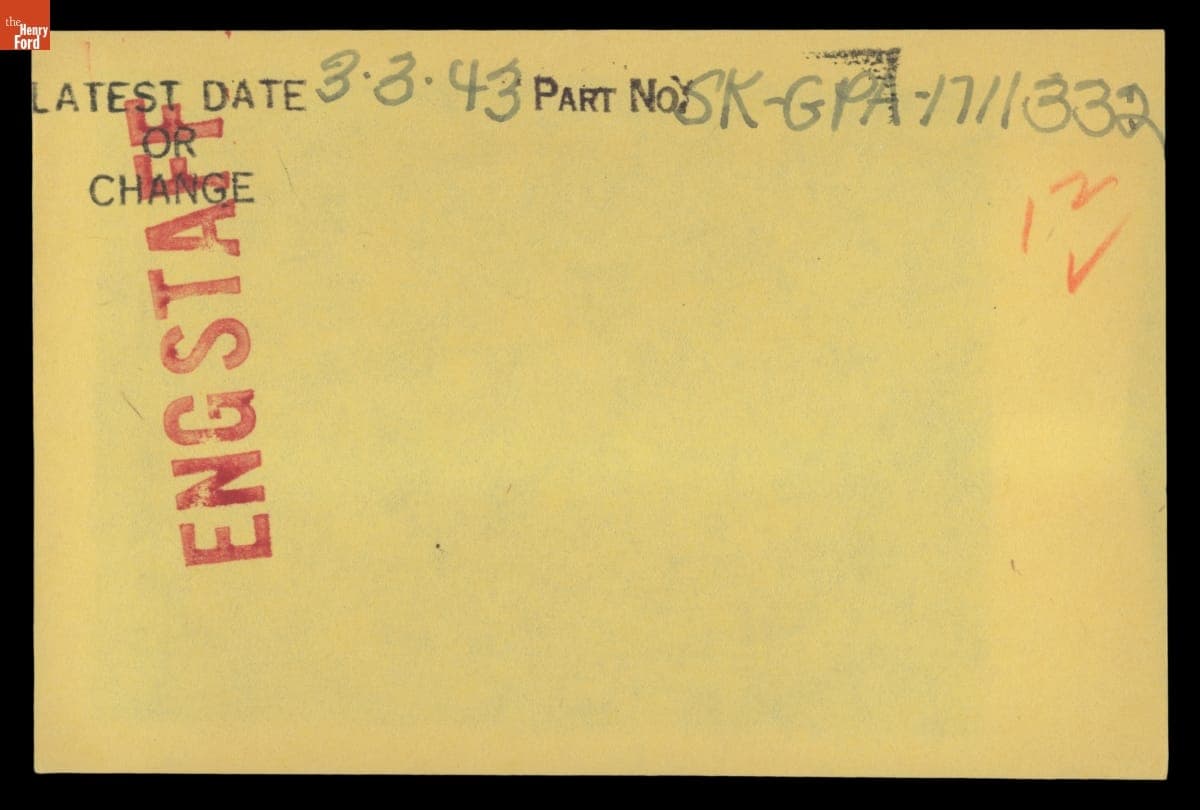 the
Henry
Ford
LATEST DATE 3.3.43 PART NO. SK-GPA-1711332
OR
CHANGE
ENGSTAFF
12